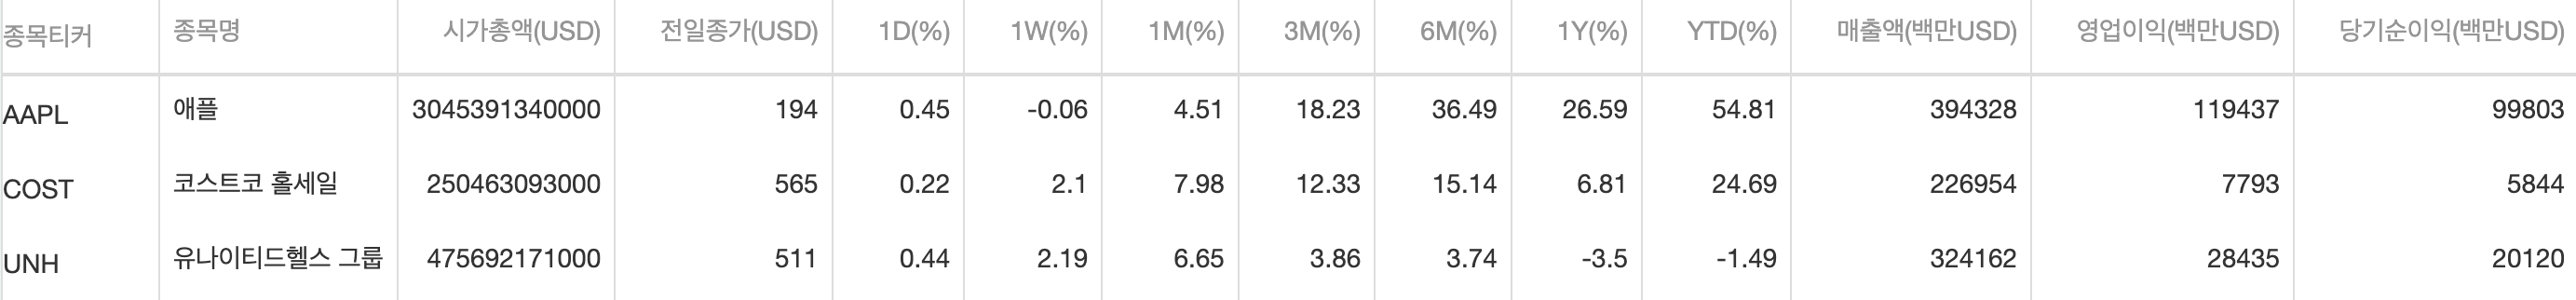 종목티커 종목명 시가총액(USD) 전일종가(USD) 1D(%) 1W(%) 1M(%) 3M(%) 6M(%) 1Y(%) YTD(%) 매출액(백만USD) 영업이익(백만USD) 당기순이익(백만USD)
AAPL 애플 3045391340000 194 0.45 -0.06 4.51 18.23 36.49 26.59 54.81 394328 119437 99803
COST 코스트코 홀세일 250463093000 565 0.22 2.1 7.98 12.33 15.14 6.81 24.69 226954 7793 5844
UNH 유나이티드헬스 그룹 475692171000 511 0.44 2.19 6.65 3.86 3.74 -3.5 -1.49 324162 28435 20120